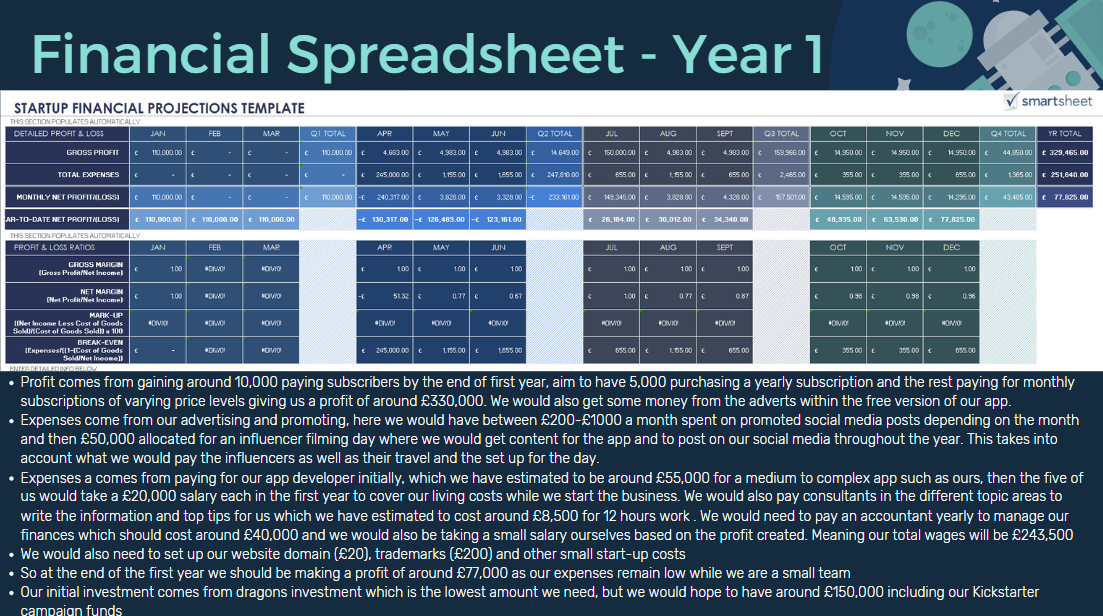 Financial Spreadsheet - Year 1
STARTUP FINANCIAL PROJECTIONS TEMPLATE
smartsheet
THIS SECTION POPULATES AUTOMATICALLY
DETAILED PROFIT & LOSS JAN FEB MAR Q1 TOTAL APR MAY JUN Q2 TOTAL JUL AUG SEPT Q3 TOTAL OCT NOV DEC Q4 TOTAL YR TOTAL
GROSS PROFIT £ 110,000.00 £ - £ - £ 110,000.00 £ 4,683.00 £ 4,983.00 £ 4,983.00 £ 14,649.00 £ 150,000.00 £ 4,983.00 £ 4,983.00 £ 159,966.00 £ 14,950.00 £ 14,950.00 £ 14,950.00 £ 44,850.00 £ 329,465.00
TOTAL EXPENSES £ - £ - £ - £ - £ 245,000.00 £ 1,155.00 £ 1,655.00 £ 247,810.00 £ 655.00 £ 1,155.00 £ 655.00 £ 2,465.00 £ 355.00 £ 355.00 £ 655.00 £ 1,365.00 £ 251,640.00
MONTHLY NET PROFIT/(LOSS) £ 110,000.00 £ - £ - £ 110,000.00 -£ 240,317.00 £ 3,828.00 £ 3,328.00 -£ 233,161.00 £ 149,345.00 £ 3,828.00 £ 4,328.00 £ 157,501.00 £ 14,595.00 £ 14,595.00 £ 14,295.00 £ 43,485.00 £ 77,825.00
AR-TO-DATE NET PROFIT/(LOSS) £ 110,000.00 £ 110,000.00 £ 110,000.00 -£ 130,317.00 -£ 126,489.00 -£ 123,161.00 £ 26,184.00 £ 30,012.00 £ 34,340.00 £ 48,935.00 £ 63,530.00 £ 77,825.00
THIS SECTION POPULATES AUTOMATICALLY
PROFIT & LOSS RATIOS JAN FEB MAR APR MAY JUN JUL AUG SEPT OCT NOV DEC
GROSS MARGIN
(Gross Profit/Net Income) £ 1.00 #DIV/0! #DIV/0! £ 1.00 £ 1.00 £ 1.00 £ 1.00 £ 1.00 £ 1.00 £ 1.00 £ 1.00 £ 1.00
NET MARGIN
(Net Profit/Net Income) £ 1.00 #DIV/0! #DIV/0! -£ 51.32 £ 0.77 £ 0.67 £ 1.00 £ 0.77 £ 0.87 £ 0.98 £ 0.98 £ 0.96
MARK-UP
((Net Income Less Cost of Goods
Sold)/(Cost of Goods Sold)) x 100 #DIV/0! #DIV/0! #DIV/0! #DIV/0! #DIV/0! #DIV/0! #DIV/0! #DIV/0! #DIV/0! #DIV/0! #DIV/0! #DIV/0!
BREAK-EVEN
(Expenses/((1-(Cost of Goods
Sold/Net Income)) £ - #DIV/0! #DIV/0! £ 245,000.00 £ 1,155.00 £ 1,655.00 £ 655.00 £ 1,155.00 £ 655.00 £ 355.00 £ 355.00 £ 655.00
ENTER DETAILED INFO BELOW
• Profit comes from gaining around 10,000 paying subscribers by the end of first year, aim to have 5,000 purchasing a yearly subscription and the rest paying for monthly
subscriptions of varying price levels giving us a profit of around £330,000. We would also get some money from the adverts within the free version of our app.
• Expenses come from our advertising and promoting, here we would have between £200-£1000 a month spent on promoted social media posts depending on the month
and then £50,000 allocated for an influencer filming day where we would get content for the app and to post on our social media throughout the year. This takes into
account what we would pay the influencers as well as their travel and the set up for the day.
• Expenses a comes from paying for our app developer initially, which we have estimated to be around £55,000 for a medium to complex app such as ours, then the five of
us would take a £20,000 salary each in the first year to cover our living costs while we start the business. We would also pay consultants in the different topic areas to
write the information and top tips for us which we have estimated to cost around £8,500 for 12 hours work . We would need to pay an accountant yearly to manage our
finances which should cost around £40,000 and we would also be taking a small salary ourselves based on the profit created. Meaning our total wages will be £243,500
• We would also need to set up our website domain (£20), trademarks (£200) and other small start-up costs
• So at the end of the first year we should be making a profit of around £77,000 as our expenses remain low while we are a small team
• Our initial investment comes from dragons investment which is the lowest amount we need, but we would hope to have around £150,000 including our Kickstarter
campaign funds